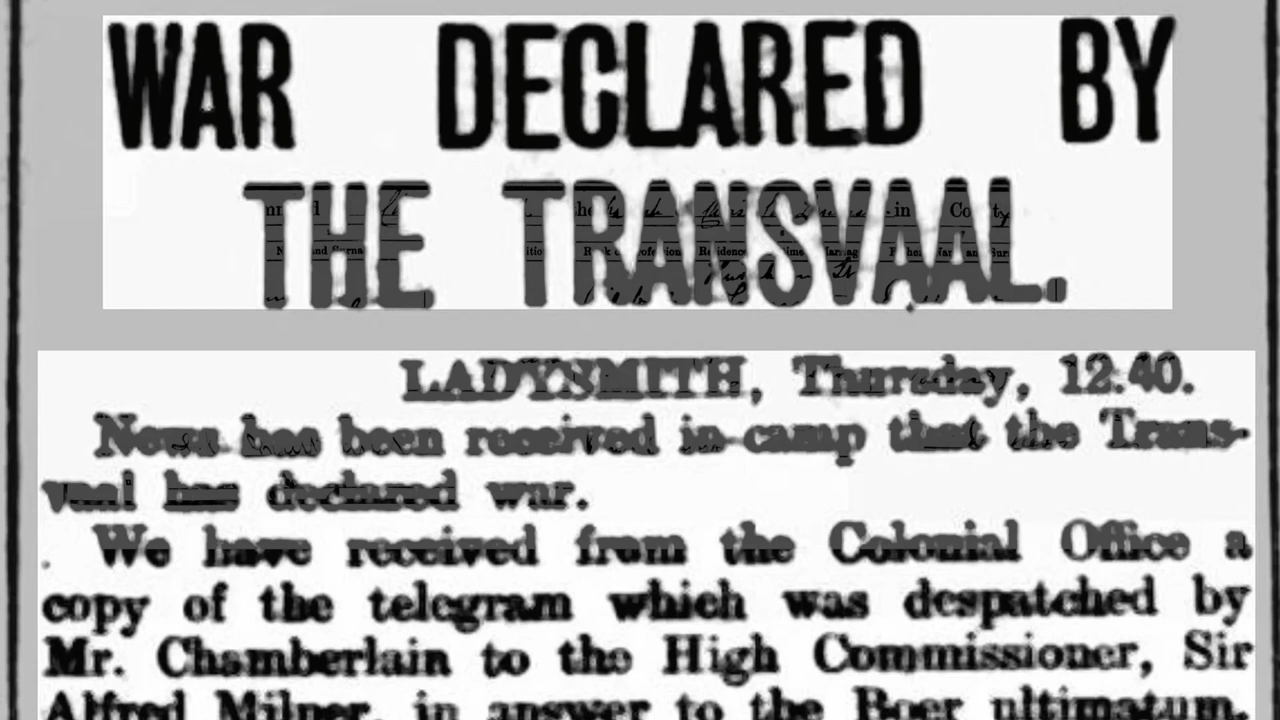 WAR DECLARED BY
THE TRANSVAAL.
LADYSMITH, Thursday, 12.40.
News has been received in camp that the Trans-
vaal has declared war.
We have received from the Colonial Office a
copy of the telegram which was despatched by
Mr. Chamberlain to the High Commissioner, Sir
Alfred Milner, in answer to the Boer ultimatum.